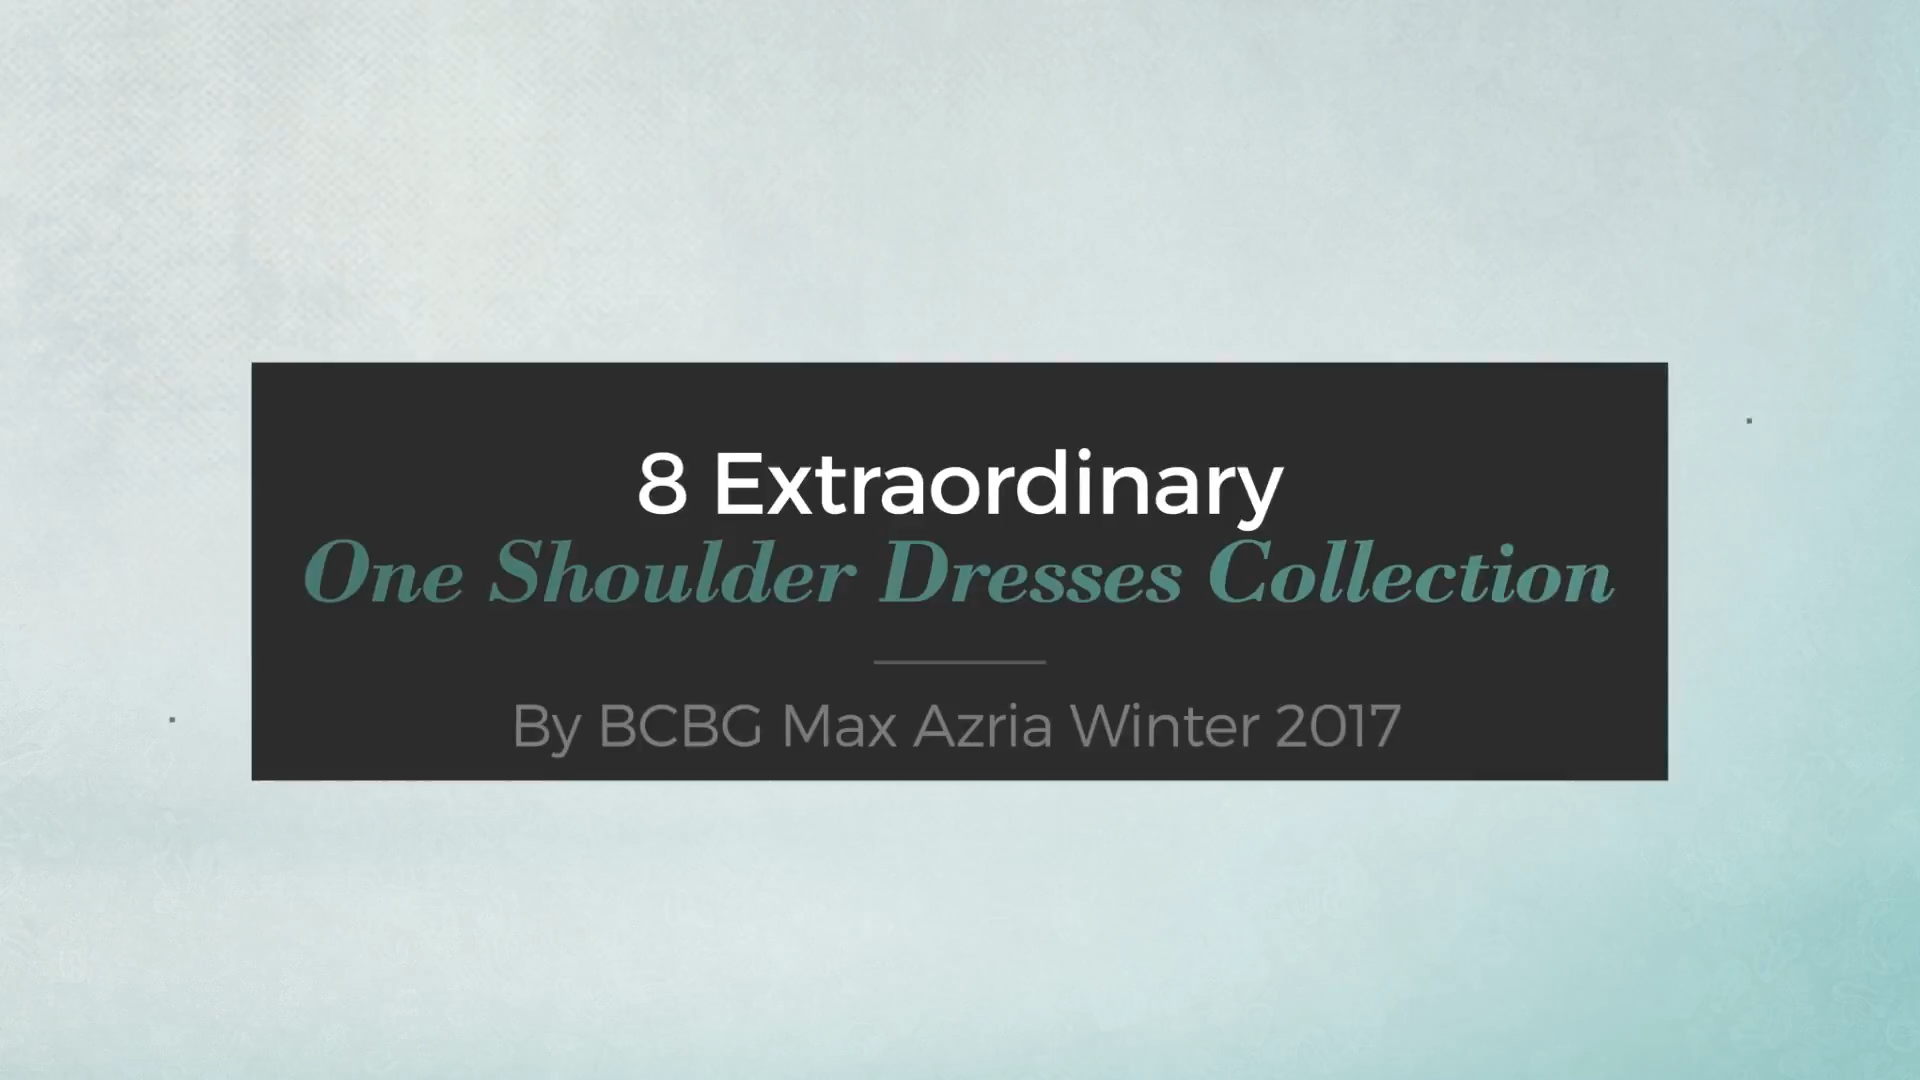 8 Extraordinary
One Shoulder Dresses Collection
By BCBG Max Azria Winter 2017